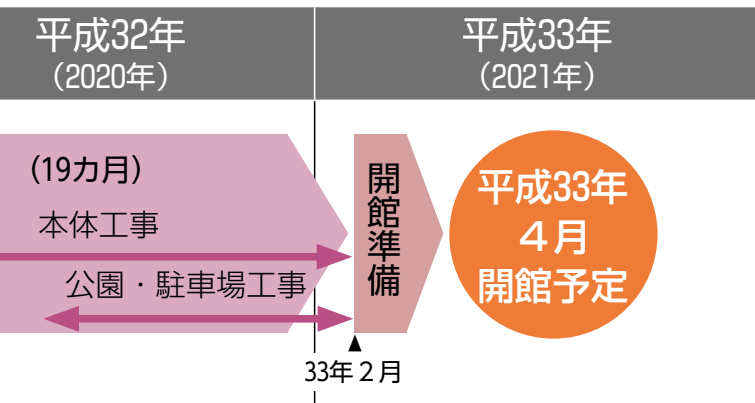 平成32年
（2020年）
平成33年
（2021年）
(19カ月)
本体工事
公園・駐車場工事
開館準備
平成33年
４月
開館予定
▲
33年２月